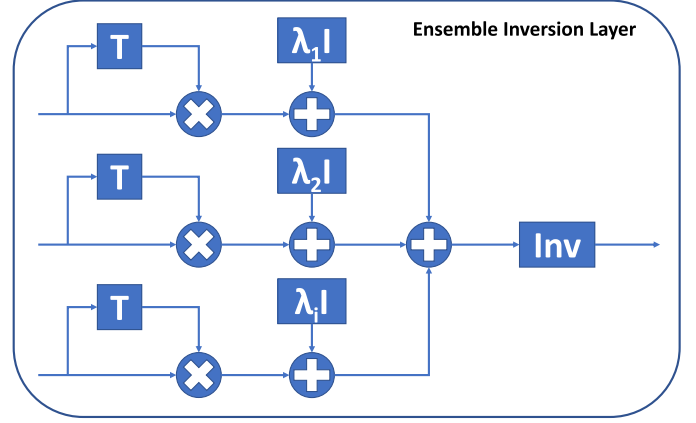 Ensemble Inversion Layer
T
λ₁I
T
λ₂I
Inv
T
λᵢI